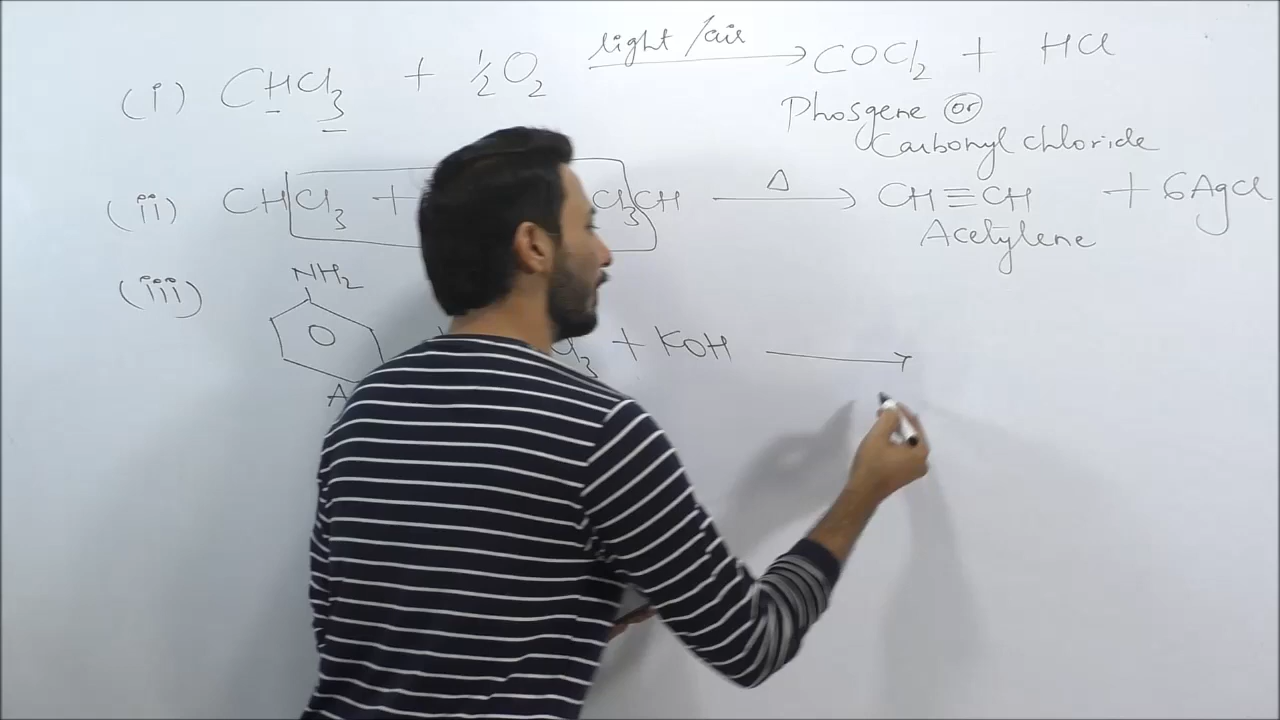 (i) CHCl₃ + ½O₂ light/air → COCl₂ + HCl
Phosgene or
Carbonyl chloride
(ii) CHCl₃ + Cl₃CH Δ → CH≡CH + 6AgCl
Acetylene
(iii) NH₂
+ KOH →